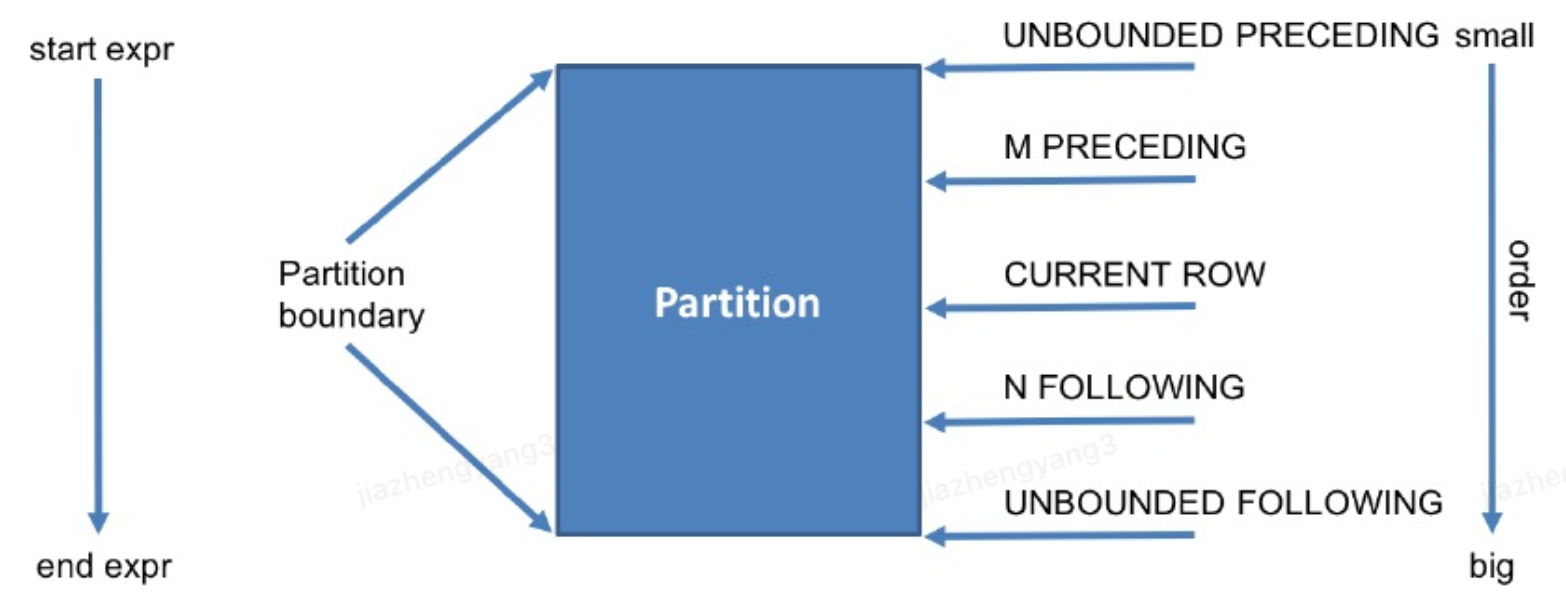 start expr
UNBOUNDED PRECEDING small
M PRECEDING
order
Partition
boundary
Partition
CURRENT ROW
N FOLLOWING
jiazhengyang3
jiazhengyang3
UNBOUNDED FOLLOWING
end expr
big